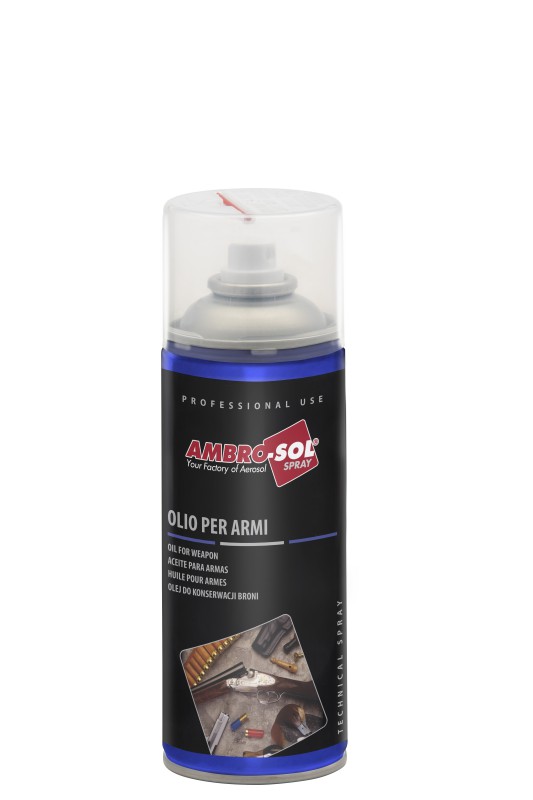 PROFESSIONAL USE
AMBRO-SOL®
Your Factory of Aerosol SPRAY
OLIO PER ARMI
OIL FOR WEAPON
ACEITE PARA ARMAS
HUILE POUR ARMES
OLEJ DO KONSERWACJI BRONI
TECHNICAL SPRAY